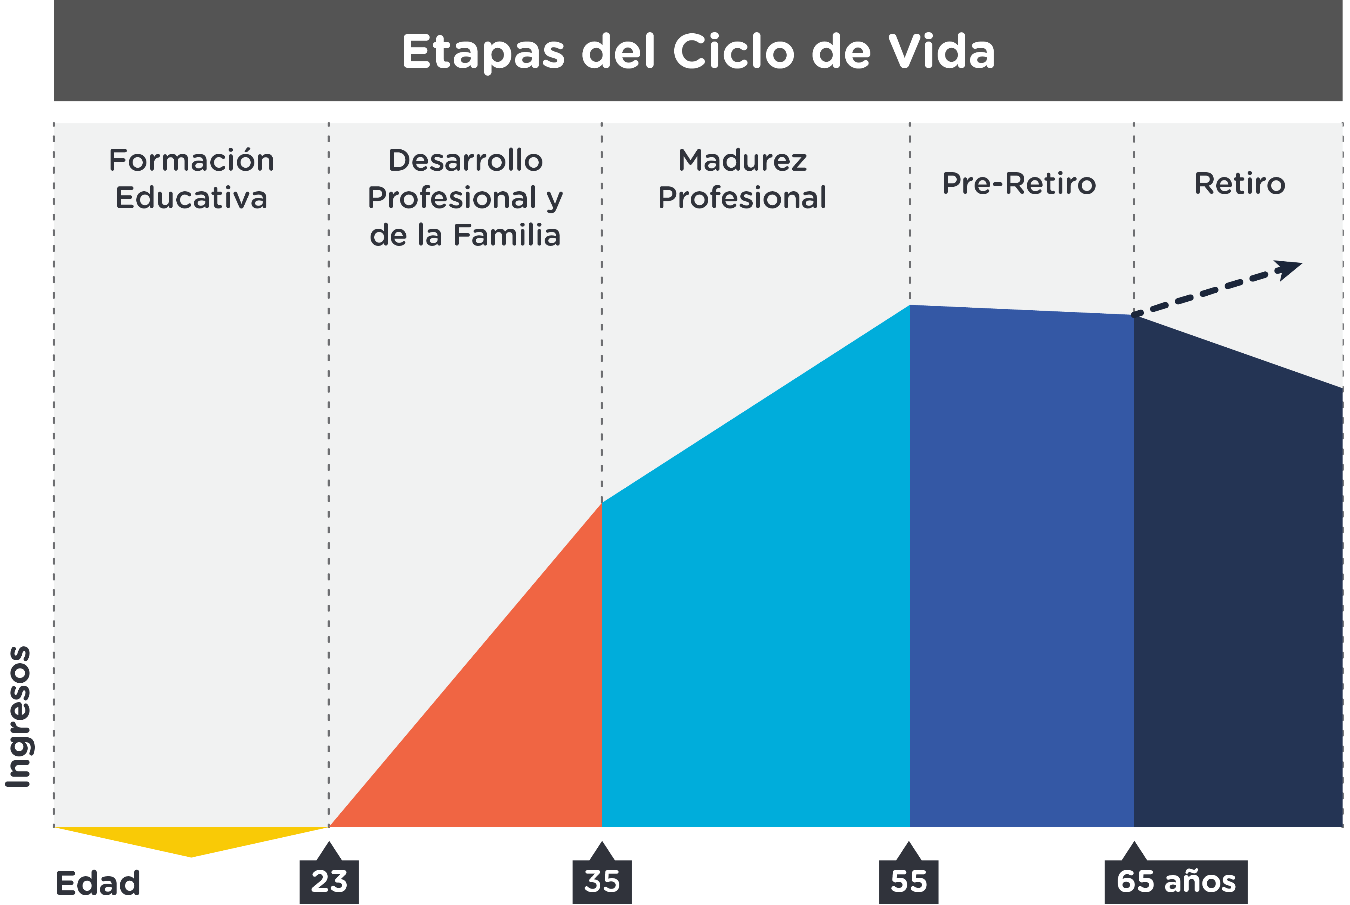 Etapas del Ciclo de Vida
Formación
Educativa
Desarrollo
Profesional y
de la Familia
Madurez
Profesional
Pre-Retiro
Retiro
Ingresos
Edad
23
35
55
65 años